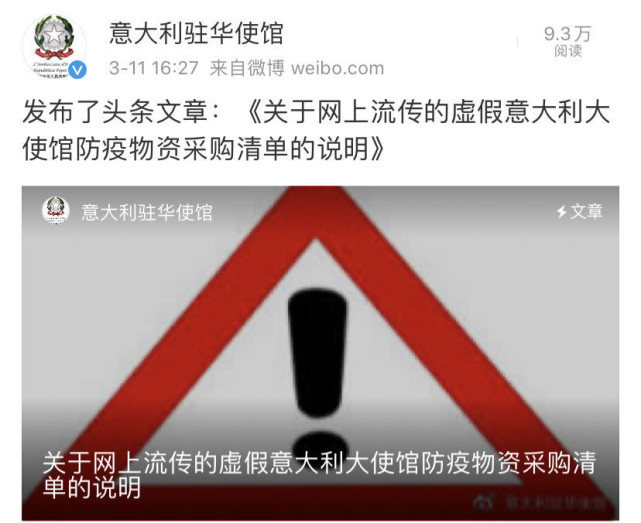 意大利驻华使馆
9.3万
阅读
3-11 16:27 来自微博 weibo.com
发布了头条文章：《关于网上流传的虚假意大利大
使馆防疫物资采购清单的说明》
意大利驻华使馆
文章
关于网上流传的虚假意大利大使馆防疫物资采购清
单的说明
意大利驻华使馆